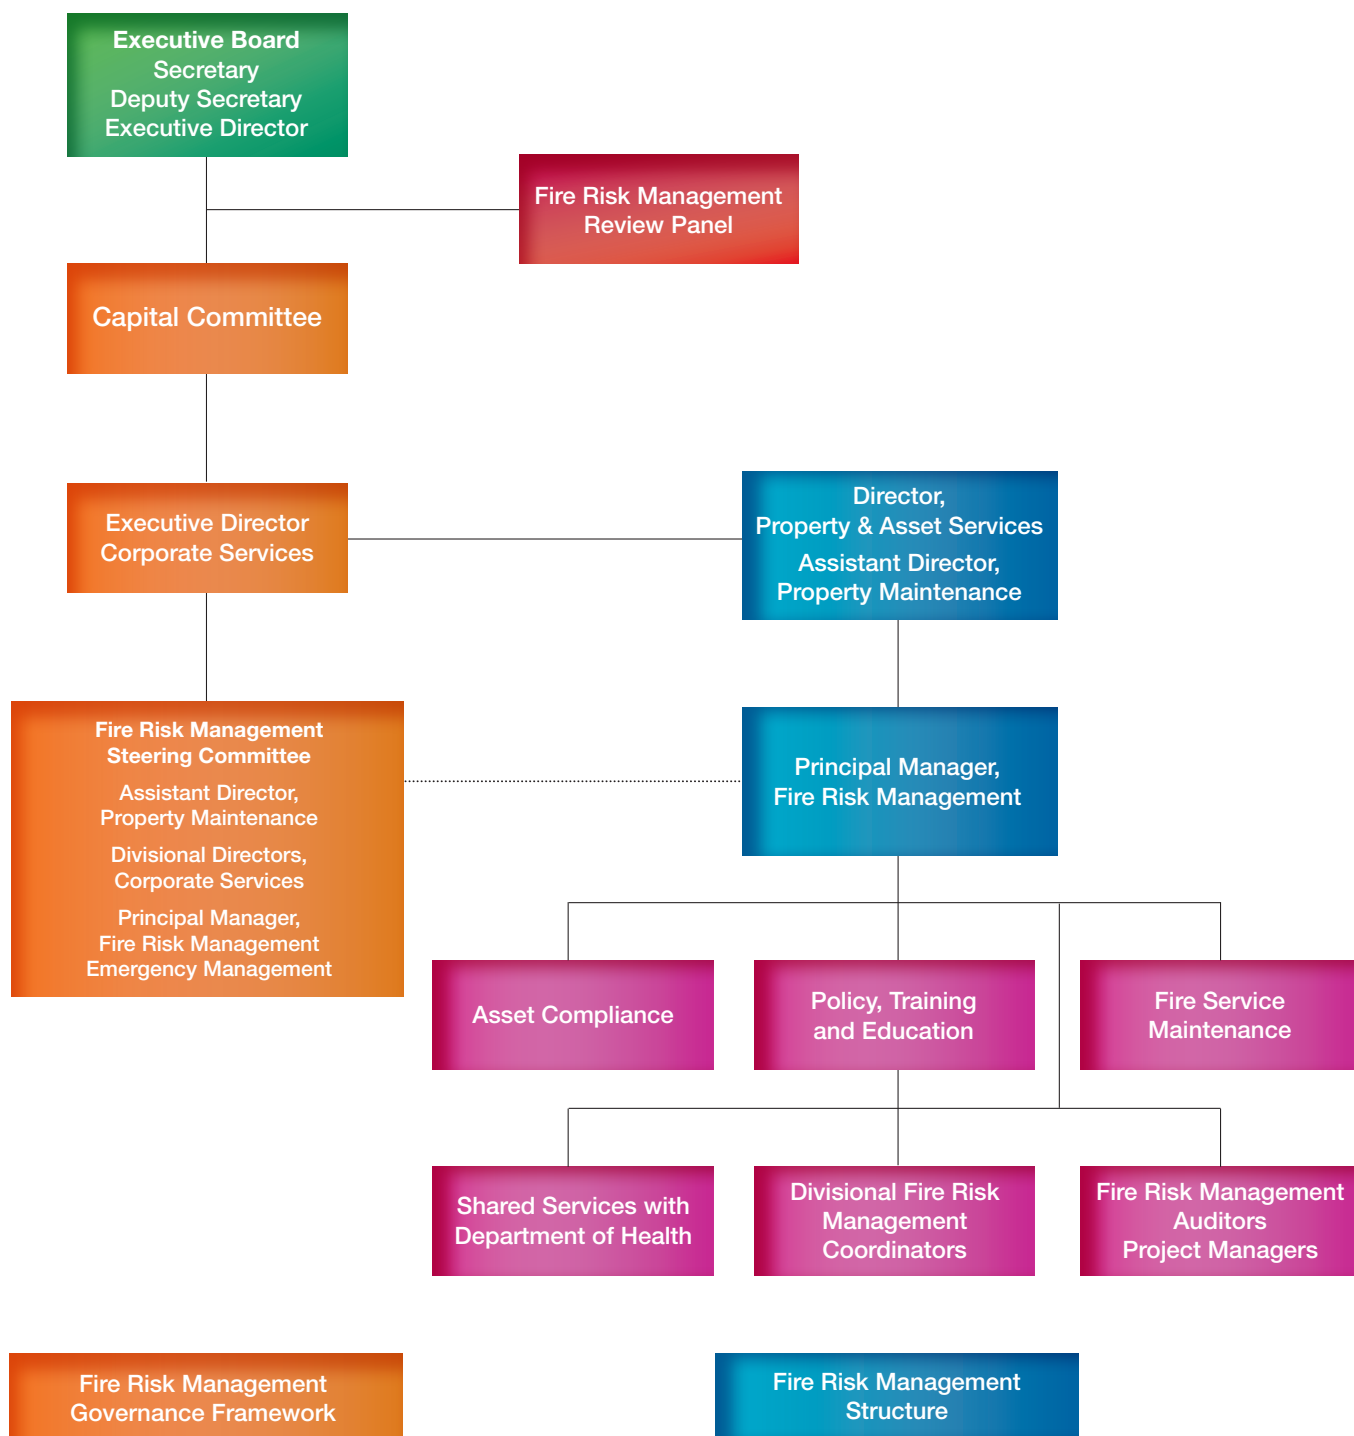 Executive Board
Secretary
Deputy Secretary
Executive Director
Fire Risk Management
Review Panel
Capital Committee
Executive Director
Corporate Services
Director,
Property & Asset Services
Assistant Director,
Property Maintenance
Fire Risk Management
Steering Committee
Assistant Director,
Property Maintenance
Divisional Directors,
Corporate Services
Principal Manager,
Fire Risk Management
Emergency Management
Principal Manager,
Fire Risk Management
Asset Compliance
Policy, Training
and Education
Fire Service
Maintenance
Shared Services with
Department of Health
Divisional Fire Risk
Management
Coordinators
Fire Risk Management
Auditors
Project Managers
Fire Risk Management
Governance Framework
Fire Risk Management
Structure